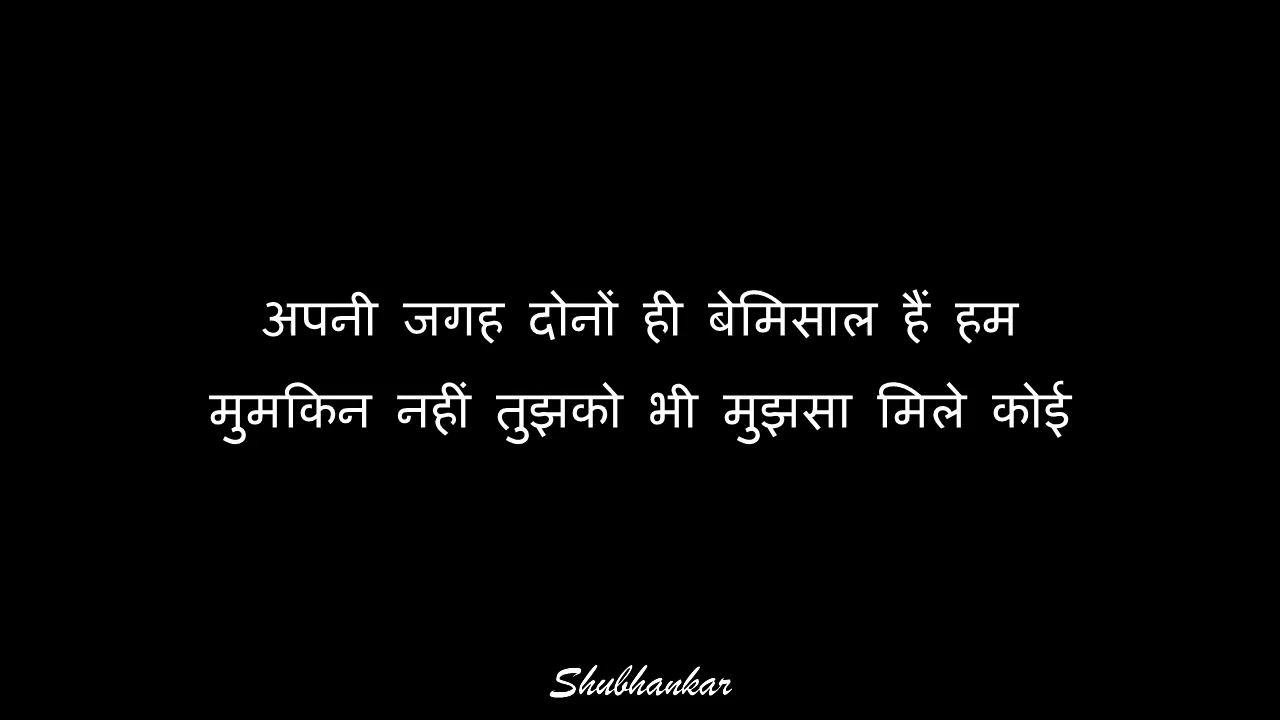 अपनी जगह दोनों ही बेमिसाल हैं हम
मुमकिन नहीं तुझको भी मुझसा मिले कोई
Shubhankar